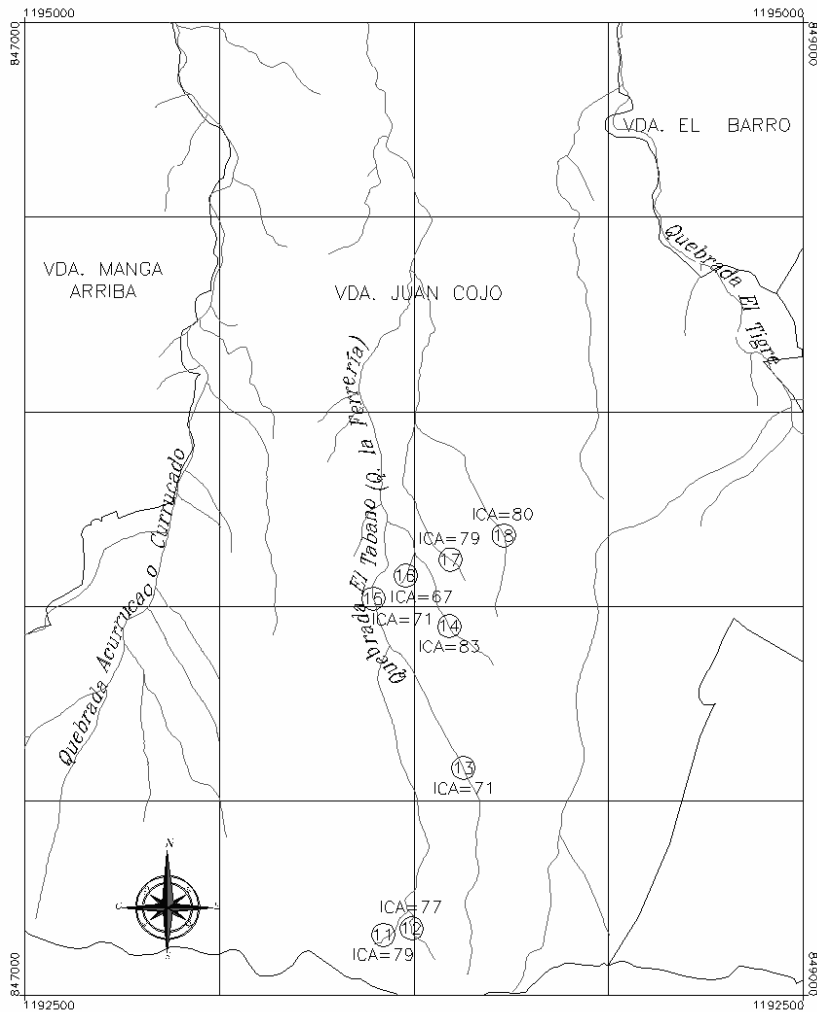 1195000
1195000
847000
849000
VDA. EL BARRO
Quebrada El Tigre
VDA. MANGA
ARRIBA
VDA. JUAN COJO
Quebrada El Tabano (Q. la Ferrería)
Quebrada Acurrucao o Currucado
ICA=80
18
ICA=79
17
16
ICA=67
15
ICA=71
14
ICA=83
13
ICA=71
N
O
E
S
ICA=77
12
11
ICA=79
847000
849000
1192500
1192500